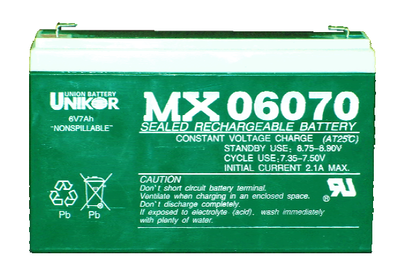 UNION BATTERY
UNIKOR
6V7Ah
"NONSPILLABLE"
MX 06070
SEALED RECHARGEABLE BATTERY
CONSTANT VOLTAGE CHARGE (AT25°C)
STANDBY USE: 8.75-8.90V
CYCLE USE: 7.35-7.50V
INITIAL CURRENT 2.1A MAX.
CAUTION
Don't short circuit battery terminal.
Ventilate when charging in an enclosed space.
Don't discharge completely.
If exposed to electrolyte (acid), wash immediately
with plenty of water.
Pb
Pb
RU®